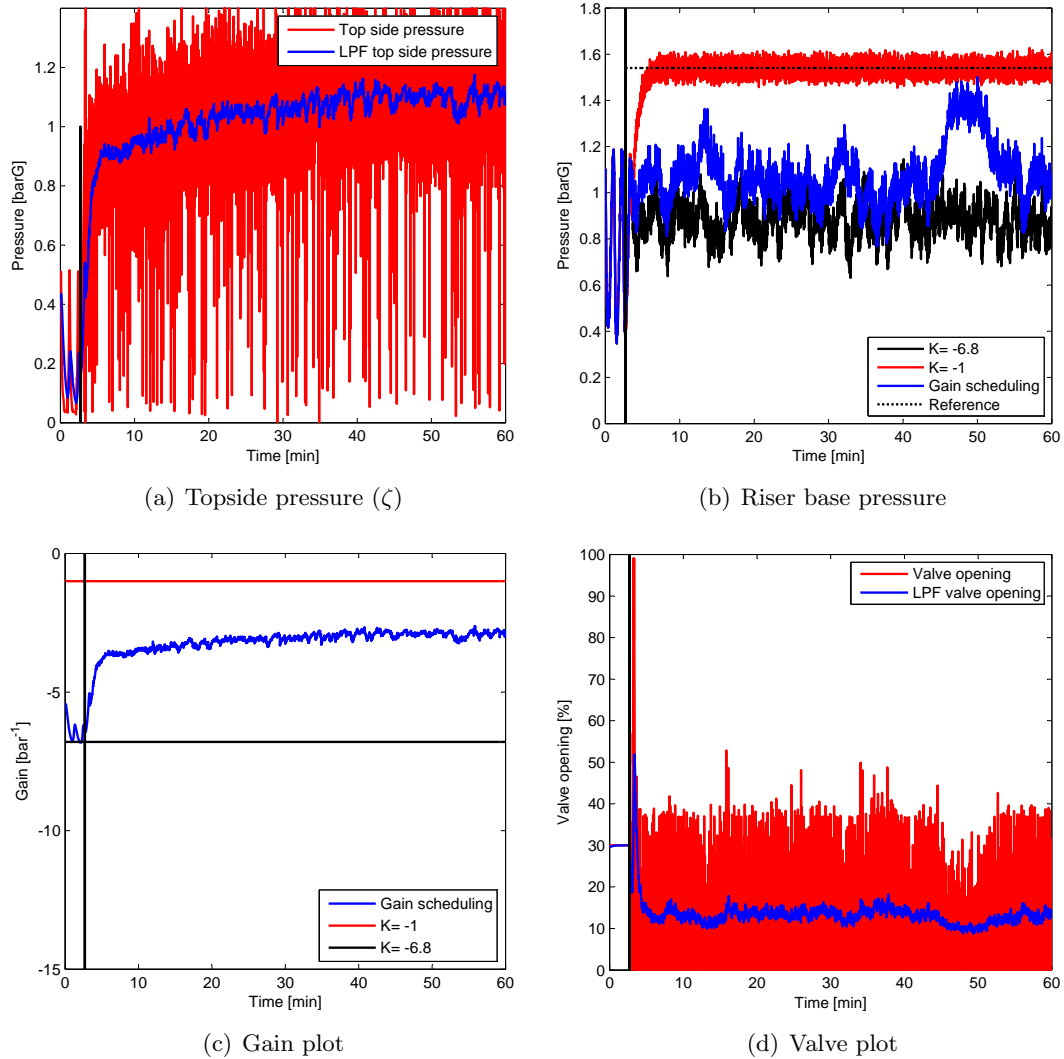 Top side pressure
LPF top side pressure
1.2
1
0.8
0.6
0.4
0.2
0
Pressure [barG]
0 10 20 30 40 50 60
Time [min]
(a) Topside pressure (ζ)
1.8
1.6
1.4
1.2
1
0.8
0.6
0.4
0.2
0
Pressure [barG]
K= -6.8
K= -1
Gain scheduling
Reference
0 10 20 30 40 50 60
Time [min]
(b) Riser base pressure
0
-5
-10
-15
Gain [bar⁻¹]
Gain scheduling
K= -1
K= -6.8
0 10 20 30 40 50 60
Time [min]
(c) Gain plot
100
90
80
70
60
50
40
30
20
10
0
Valve opening [%]
Valve opening
LPF valve opening
0 10 20 30 40 50 60
Time [min]
(d) Valve plot